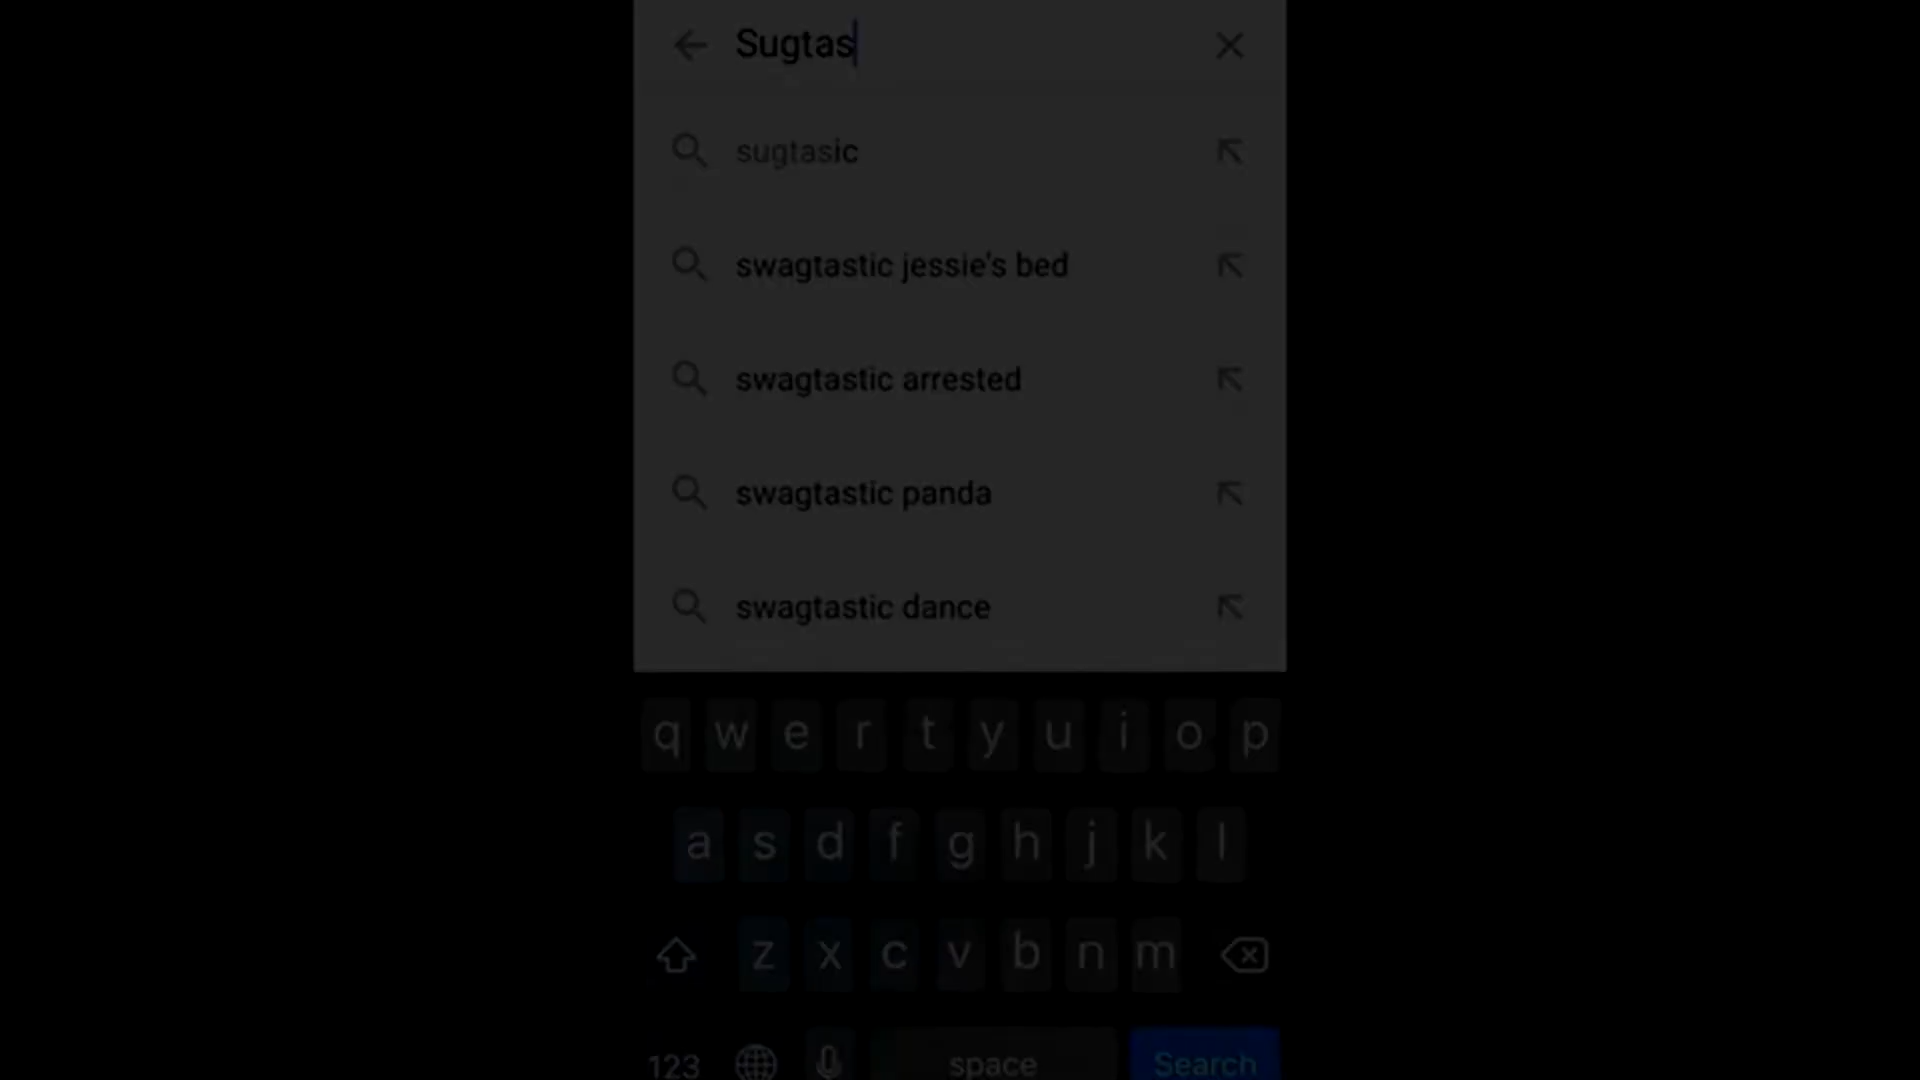 Sugtas
sugtasic
swagtastic jessie's bed
swagtastic arrested
swagtastic panda
swagtastic dance
q w e r t y u i o p
a s d f g h j k l
z x c v b n m
123 space Search